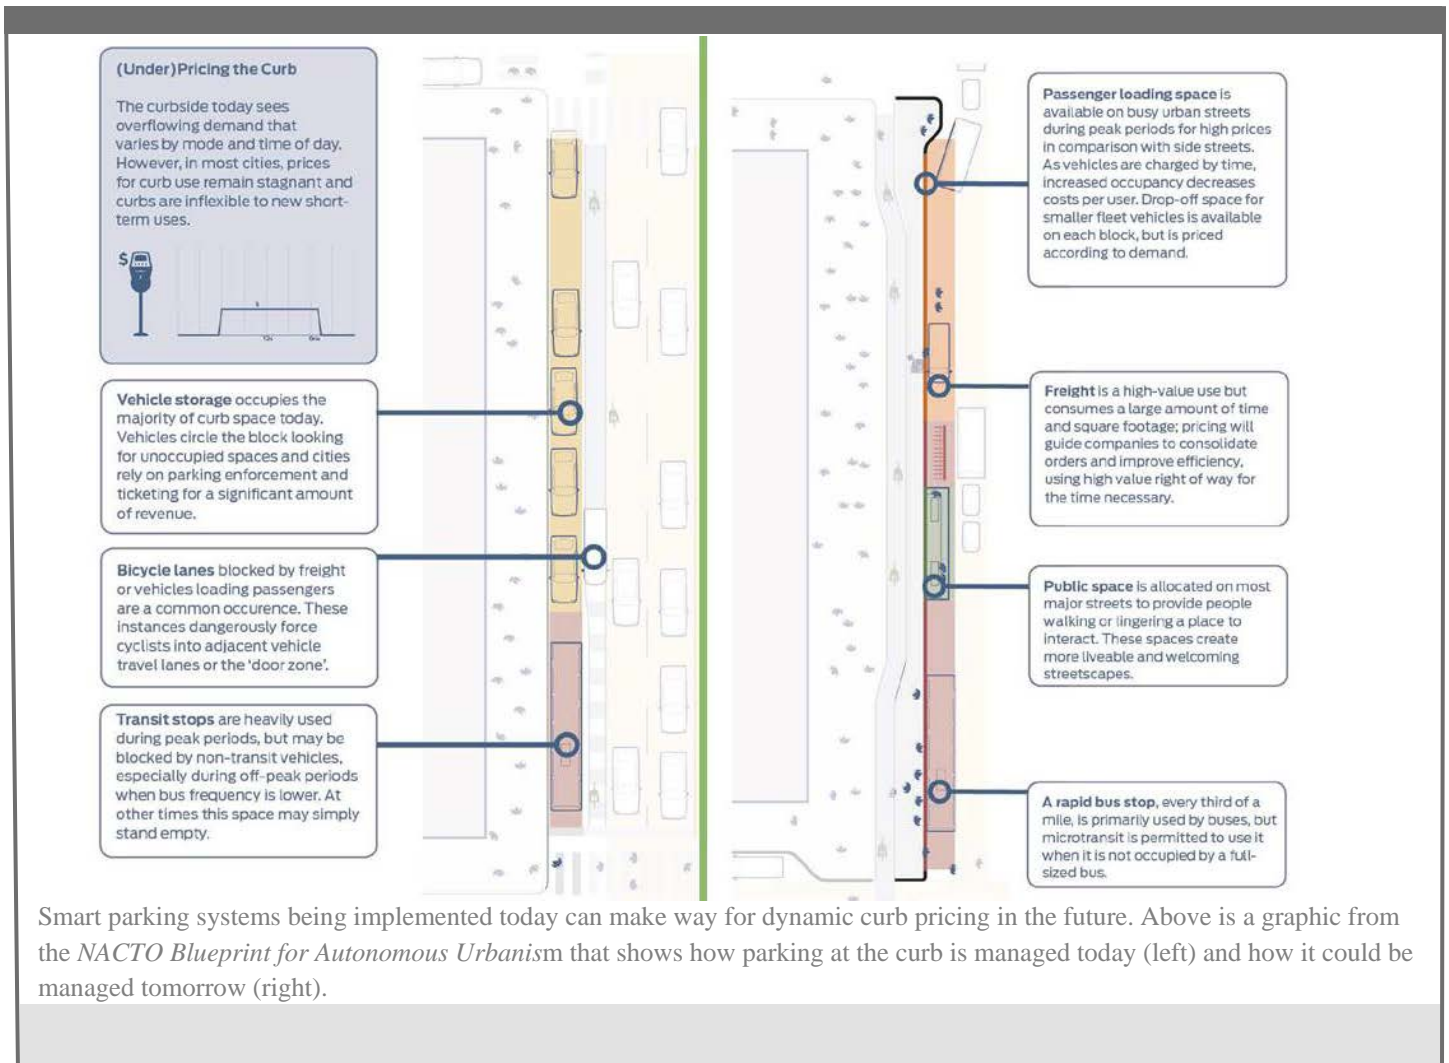 (Under)Pricing the Curb
The curbside today sees
overflowing demand that
varies by mode and time of day.
However, in most cities, prices
for curb use remain stagnant and
curbs are inflexible to new short-
term uses.
$
Vehicle storage occupies the
majority of curb space today.
Vehicles circle the block looking
for unoccupied spaces and cities
rely on parking enforcement and
ticketing for a significant amount
of revenue.
Bicycle lanes blocked by freight
or vehicles loading passengers
are a common occurence. These
instances dangerously force
cyclists into adjacent vehicle
travel lanes or the ‘door zone’.
Transit stops are heavily used
during peak periods, but may be
blocked by non-transit vehicles,
especially during off-peak periods
when bus frequency is lower. At
other times this space may simply
stand empty.
Passenger loading space is
available on busy urban streets
during peak periods for high prices
in comparison with side streets.
As vehicles are charged by time,
increased occupancy decreases
costs per user. Drop-off space for
smaller fleet vehicles is available
on each block, but is priced
according to demand.
Freight is a high-value use but
consumes a large amount of time
and square footage; pricing will
guide companies to consolidate
orders and improve efficiency,
using high value right of way for
the time necessary.
Public space is allocated on most
major streets to provide people
walking or lingering a place to
interact. These spaces create
more liveable and welcoming
streetscapes.
A rapid bus stop, every third of a
mile, is primarily used by buses, but
microtransit is permitted to use it
when it is not occupied by a full-
sized bus.
Smart parking systems being implemented today can make way for dynamic curb pricing in the future. Above is a graphic from
the NACTO Blueprint for Autonomous Urbanism that shows how parking at the curb is managed today (left) and how it could be
managed tomorrow (right).